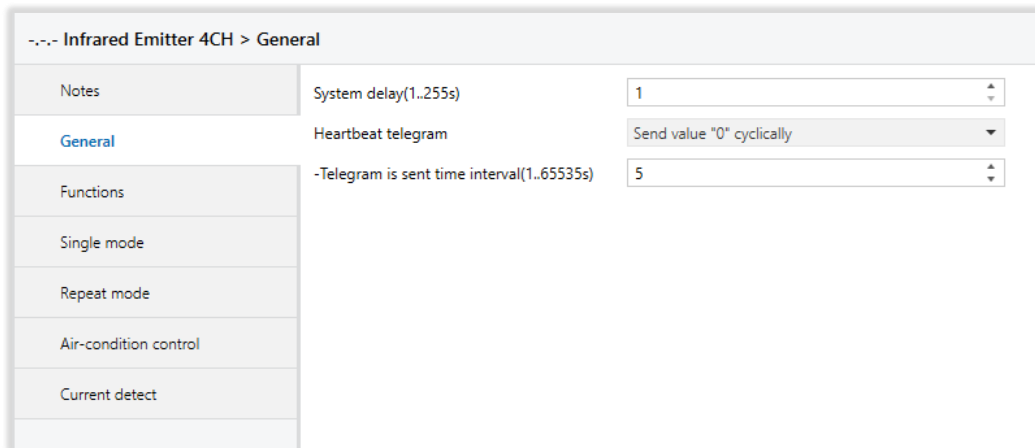 -.-.- Infrared Emitter 4CH > General
Notes
General
Functions
Single mode
Repeat mode
Air-condition control
Current detect
System delay(1..255s)
1
Heartbeat telegram
Send value "0" cyclically
-Telegram is sent time interval(1..65535s)
5